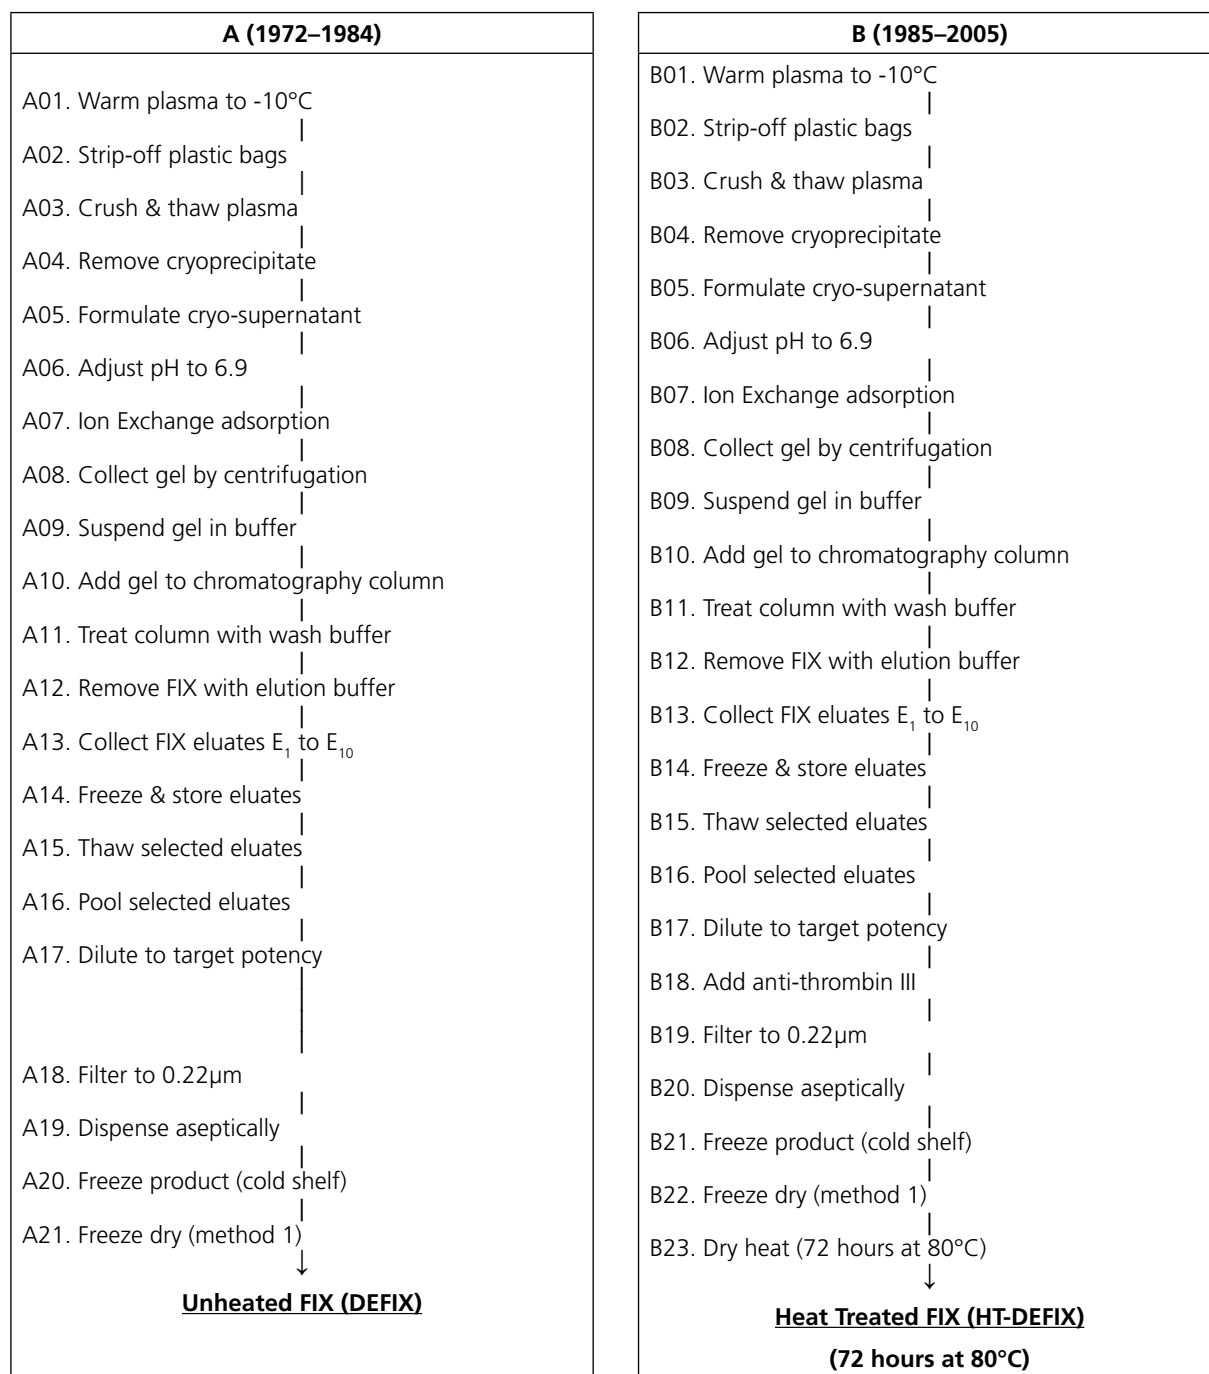 A (1972–1984)
A01. Warm plasma to -10°C
A02. Strip-off plastic bags
A03. Crush & thaw plasma
A04. Remove cryoprecipitate
A05. Formulate cryo-supernatant
A06. Adjust pH to 6.9
A07. Ion Exchange adsorption
A08. Collect gel by centrifugation
A09. Suspend gel in buffer
A10. Add gel to chromatography column
A11. Treat column with wash buffer
A12. Remove FIX with elution buffer
A13. Collect FIX eluates E₁ to E₁₀
A14. Freeze & store eluates
A15. Thaw selected eluates
A16. Pool selected eluates
A17. Dilute to target potency
A18. Filter to 0.22µm
A19. Dispense aseptically
A20. Freeze product (cold shelf)
A21. Freeze dry (method 1)
Unheated FIX (DEFIX)
B (1985–2005)
B01. Warm plasma to -10°C
B02. Strip-off plastic bags
B03. Crush & thaw plasma
B04. Remove cryoprecipitate
B05. Formulate cryo-supernatant
B06. Adjust pH to 6.9
B07. Ion Exchange adsorption
B08. Collect gel by centrifugation
B09. Suspend gel in buffer
B10. Add gel to chromatography column
B11. Treat column with wash buffer
B12. Remove FIX with elution buffer
B13. Collect FIX eluates E₁ to E₁₀
B14. Freeze & store eluates
B15. Thaw selected eluates
B16. Pool selected eluates
B17. Dilute to target potency
B18. Add anti-thrombin III
B19. Filter to 0.22µm
B20. Dispense aseptically
B21. Freeze product (cold shelf)
B22. Freeze dry (method 1)
B23. Dry heat (72 hours at 80°C)
Heat Treated FIX (HT-DEFIX)
(72 hours at 80°C)